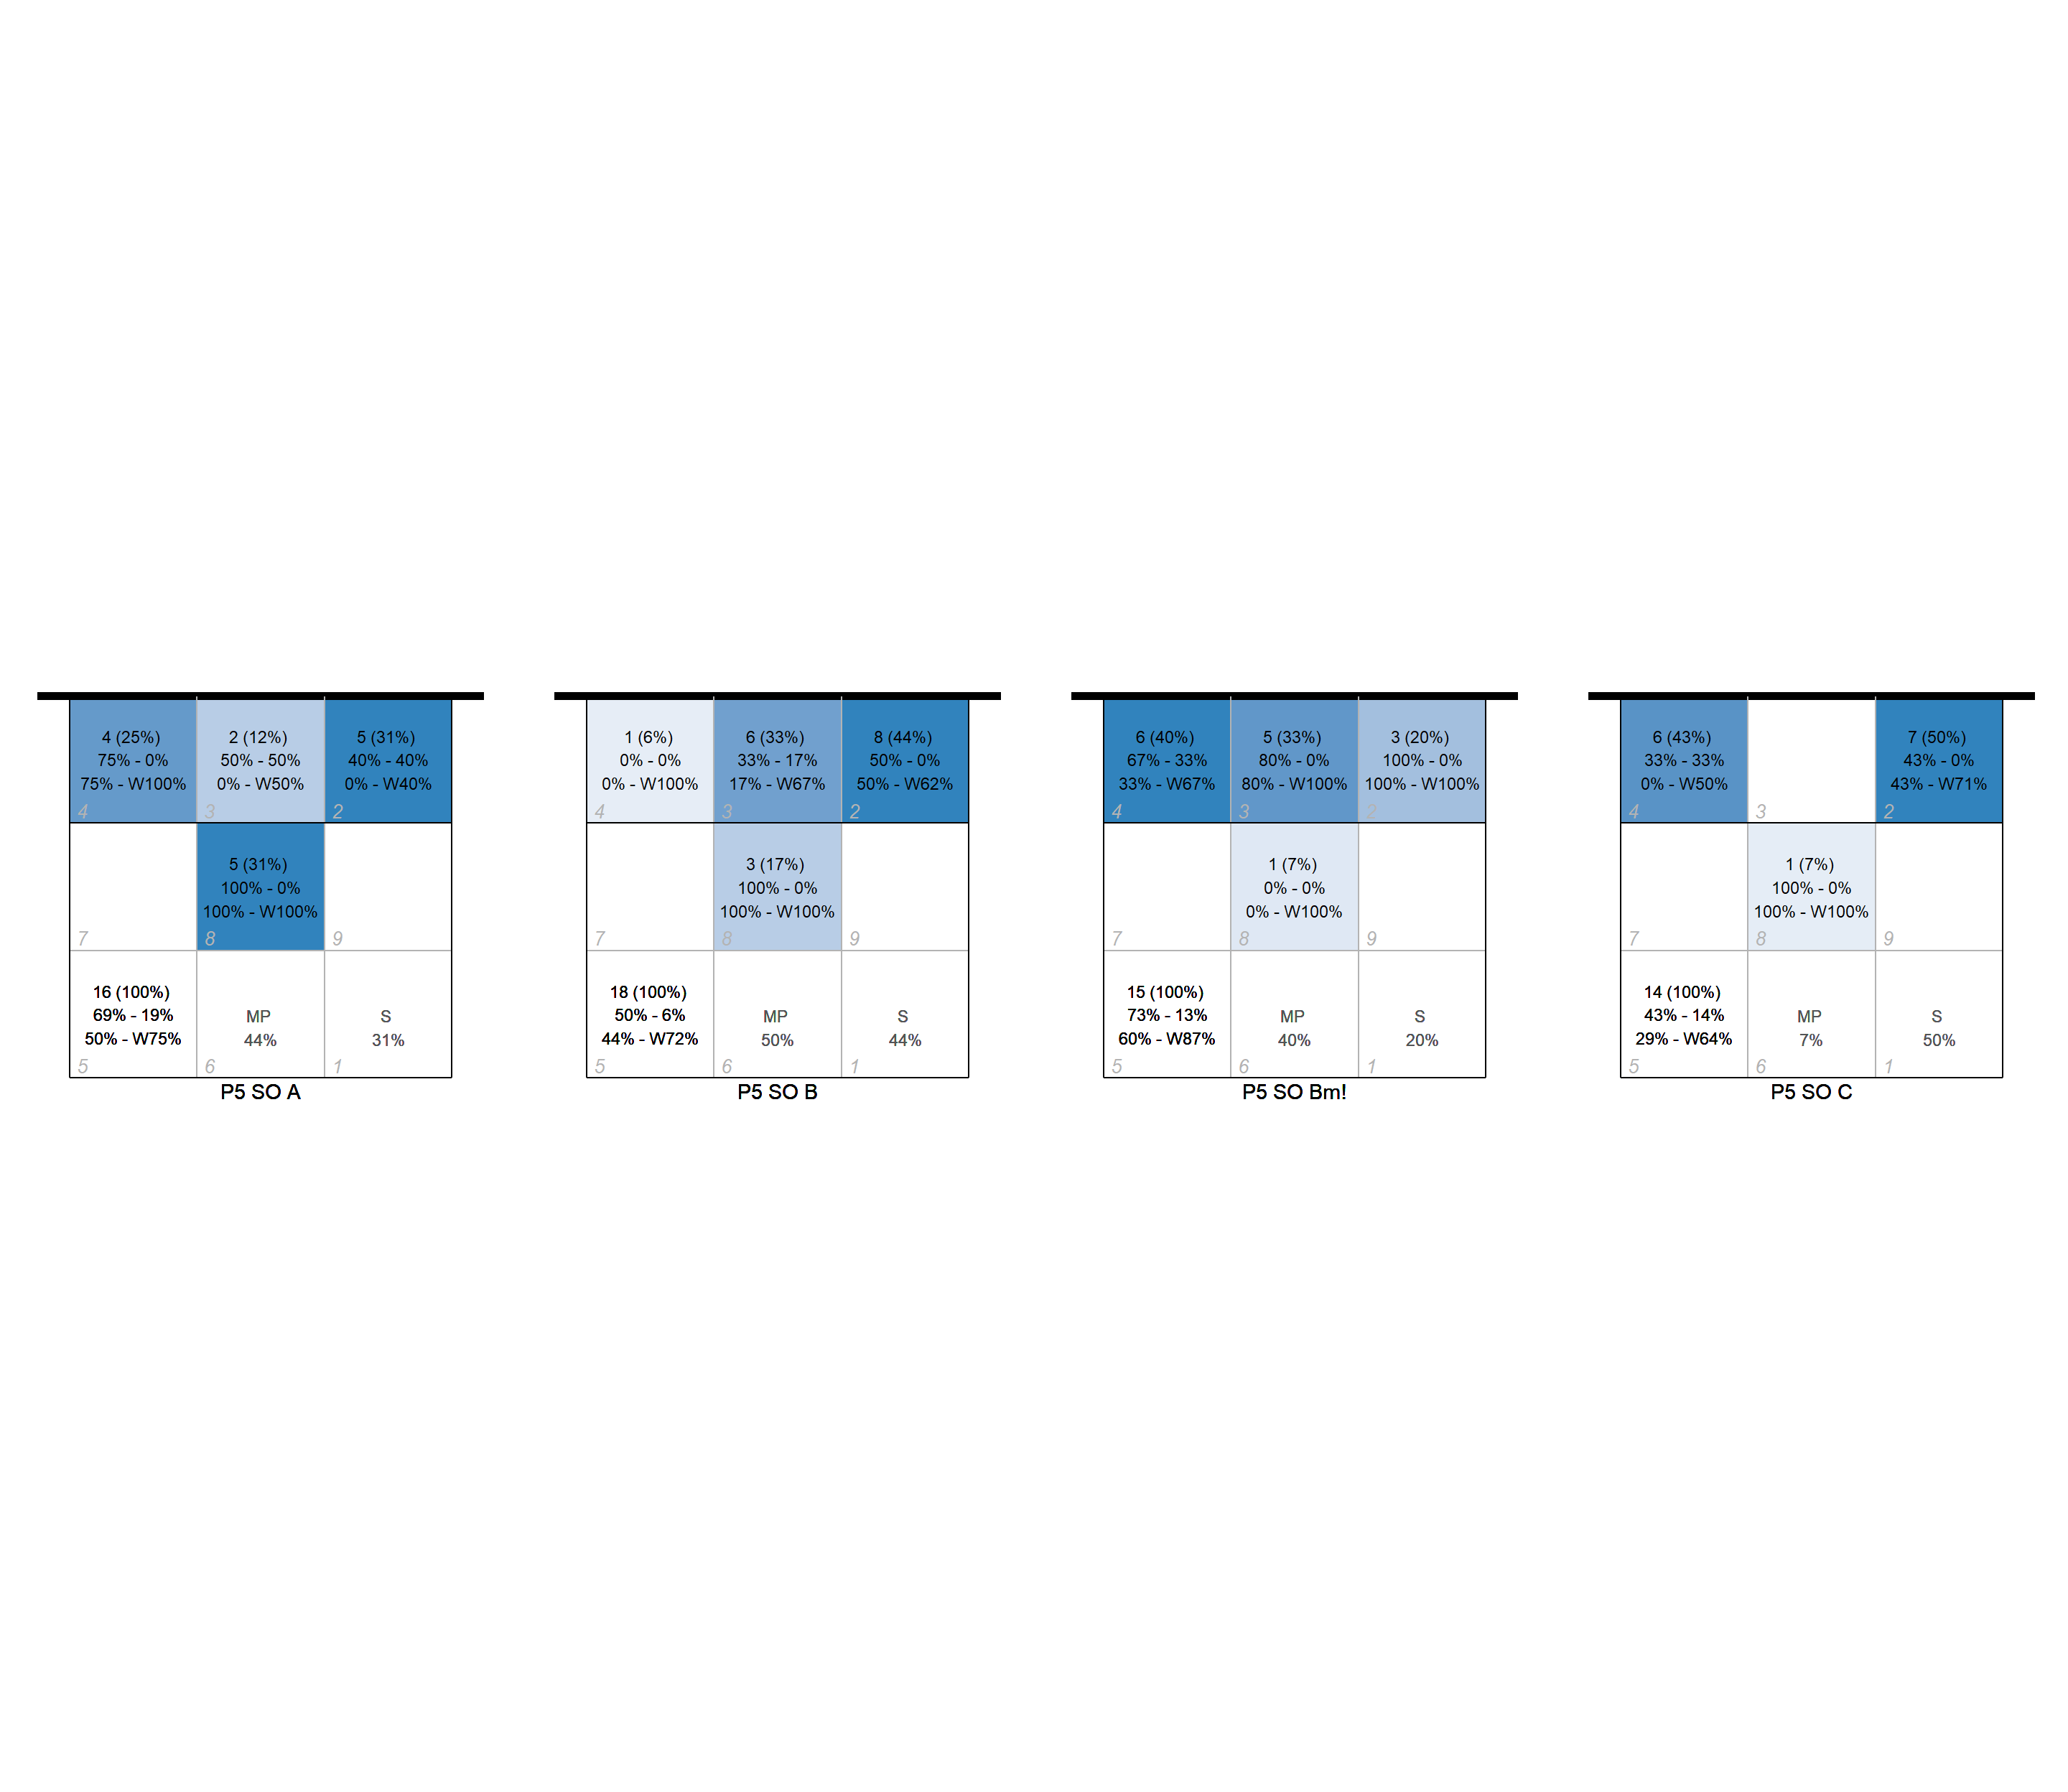 4 (25%)
75% - 0%
75% - W100%
4
2 (12%)
50% - 50%
0% - W50%
3
5 (31%)
40% - 40%
0% - W40%
2
7
5 (31%)
100% - 0%
100% - W100%
8
9
16 (100%)
69% - 19%
50% - W75%
5
MP
44%
6
S
31%
1
P5 SO A
1 (6%)
0% - 0%
0% - W100%
4
6 (33%)
33% - 17%
17% - W67%
3
8 (44%)
50% - 0%
50% - W62%
2
7
3 (17%)
100% - 0%
100% - W100%
8
9
18 (100%)
50% - 6%
44% - W72%
5
MP
50%
6
S
44%
1
P5 SO B
6 (40%)
67% - 33%
33% - W67%
4
5 (33%)
80% - 0%
80% - W100%
3
3 (20%)
100% - 0%
100% - W100%
2
7
1 (7%)
0% - 0%
0% - W100%
8
9
15 (100%)
73% - 13%
60% - W87%
5
MP
40%
6
S
20%
1
P5 SO Bm!
6 (43%)
33% - 33%
0% - W50%
4
3
7 (50%)
43% - 0%
43% - W71%
2
7
1 (7%)
100% - 0%
100% - W100%
8
9
14 (100%)
43% - 14%
29% - W64%
5
MP
7%
6
S
50%
1
P5 SO C